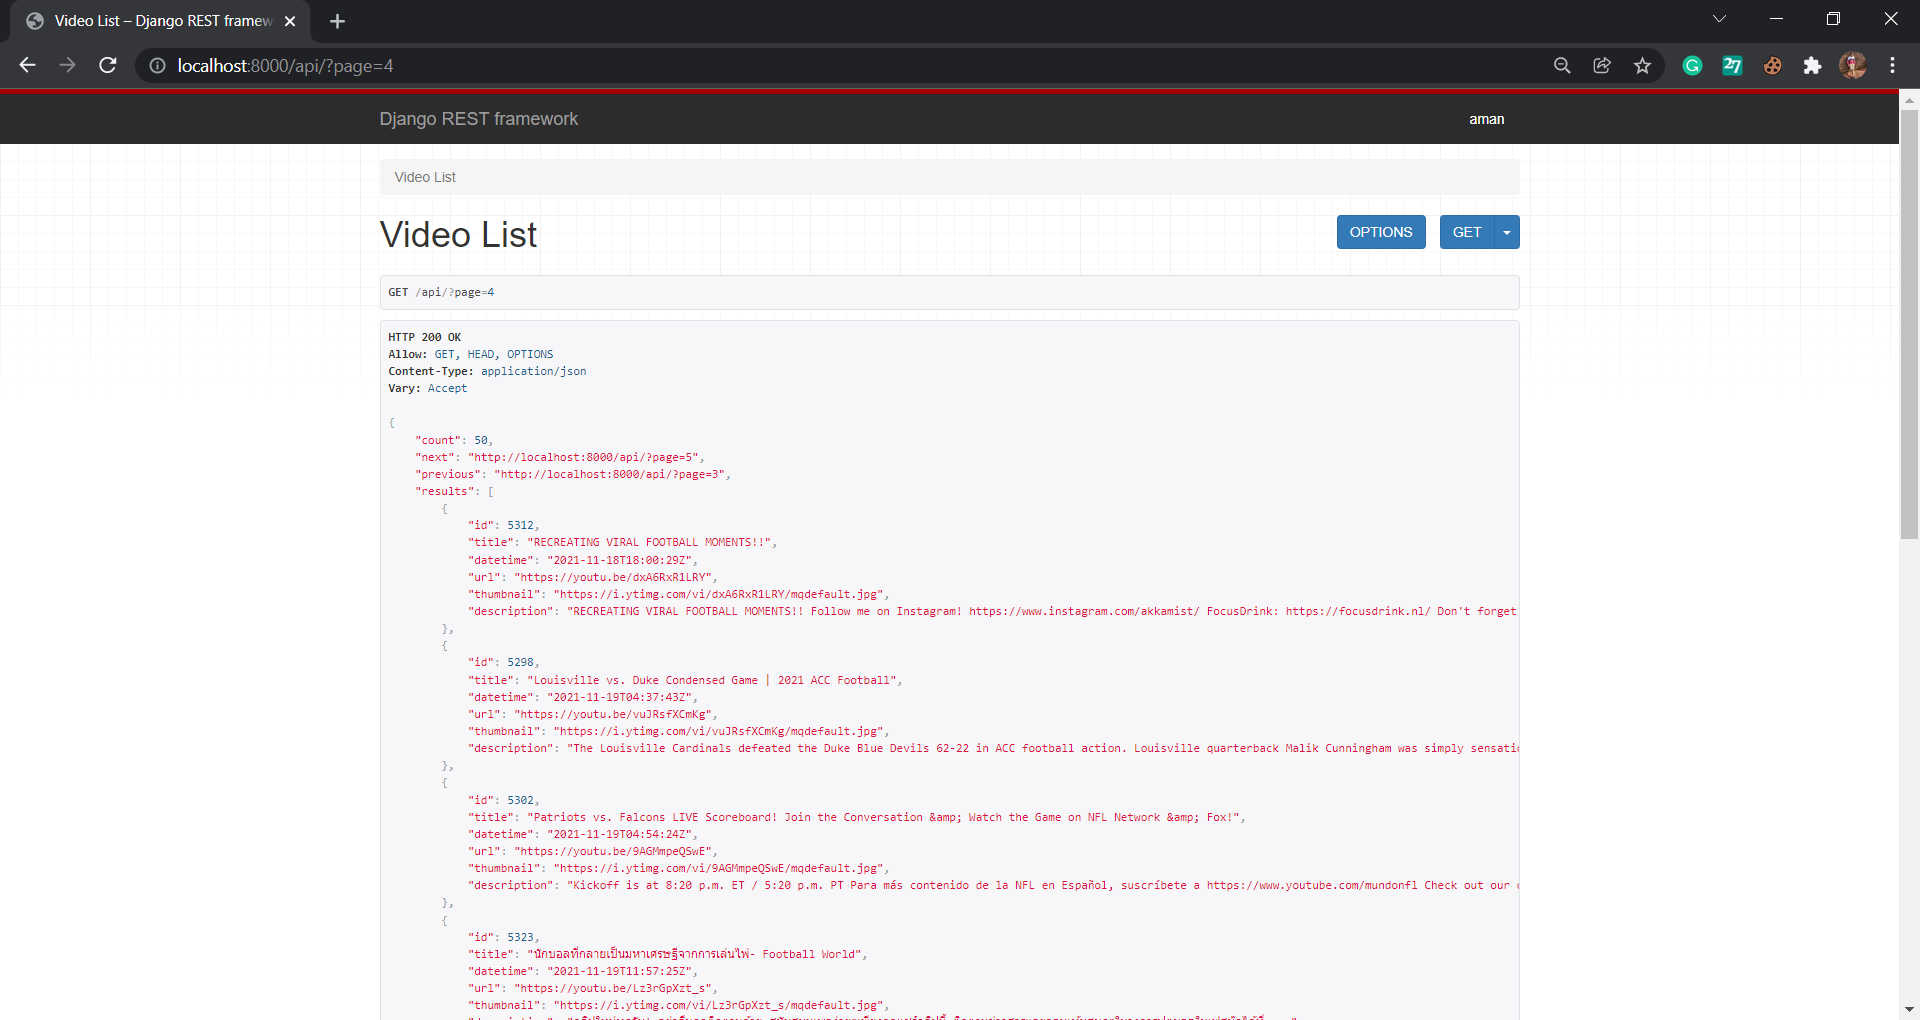 Video List – Django REST framew
localhost:8000/api/?page=4
27
Django REST framework
aman
Video List
Video List
OPTIONS
GET
GET /api/?page=4
HTTP 200 OK
Allow: GET, HEAD, OPTIONS
Content-Type: application/json
Vary: Accept
{
"count": 50,
"next": "http://localhost:8000/api/?page=5",
"previous": "http://localhost:8000/api/?page=3",
"results": [
{
"id": 5312,
"title": "RECREATING VIRAL FOOTBALL MOMENTS!!",
"datetime": "2021-11-18T18:00:29Z",
"url": "https://youtu.be/dxA6RxR1LRY",
"thumbnail": "https://i.ytimg.com/vi/dxA6RxR1LRY/mqdefault.jpg",
"description": "RECREATING VIRAL FOOTBALL MOMENTS!! Follow me on Instagram! https://www.instagram.com/akkamist/ FocusDrink: https://focusdrink.nl/ Don't forget
},
{
"id": 5298,
"title": "Louisville vs. Duke Condensed Game | 2021 ACC Football",
"datetime": "2021-11-19T04:37:43Z",
"url": "https://youtu.be/vuJRsfXCmKg",
"thumbnail": "https://i.ytimg.com/vi/vuJRsfXCmKg/mqdefault.jpg",
"description": "The Louisville Cardinals defeated the Duke Blue Devils 62-22 in ACC football action. Louisville quarterback Malik Cunningham was simply sensatio
},
{
"id": 5302,
"title": "Patriots vs. Falcons LIVE Scoreboard! Join the Conversation &amp; Watch the Game on NFL Network &amp; Fox!",
"datetime": "2021-11-19T04:54:24Z",
"url": "https://youtu.be/9AGMmpeQSwE",
"thumbnail": "https://i.ytimg.com/vi/9AGMmpeQSwE/mqdefault.jpg",
"description": "Kickoff is at 8:20 p.m. ET / 5:20 p.m. PT Para más contenido de la NFL en Español, suscríbete a https://www.youtube.com/mundonfl Check out our
},
{
"id": 5323,
"title": "นักบอลที่กลายเป็นมหาเศรษฐีจากการเล่นไพ่- Football World",
"datetime": "2021-11-19T11:57:25Z",
"url": "https://youtu.be/Lz3rGpXzt_s",
"thumbnail": "https://i.ytimg.com/vi/Lz3rGpXzt_s/mqdefault.jpg",